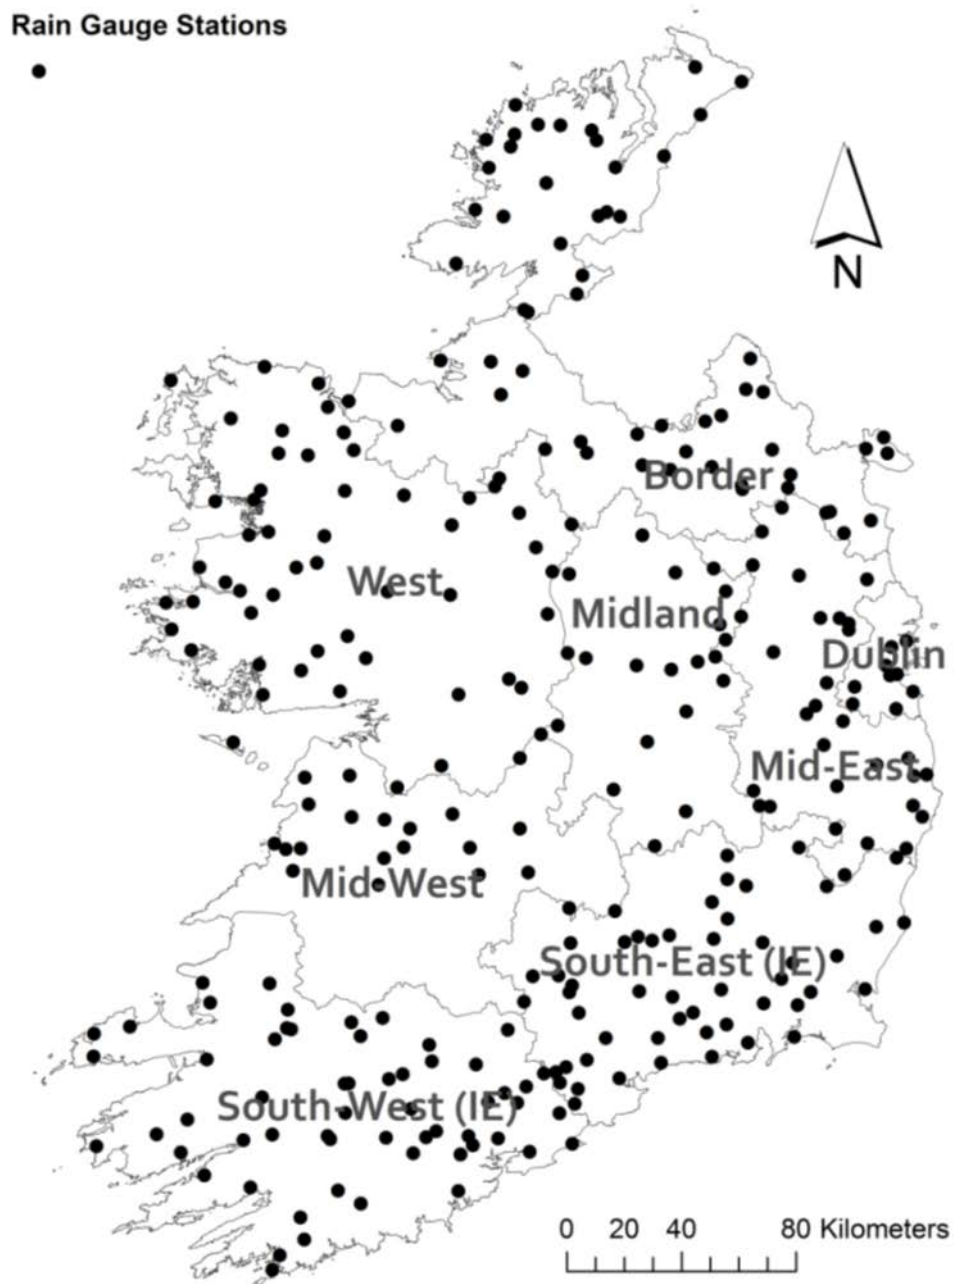 Rain Gauge Stations
N
Border
West
Midland
Dublin
Mid-East
Mid-West
South-East (IE)
South-West (IE)
0 20 40 80 Kilometers